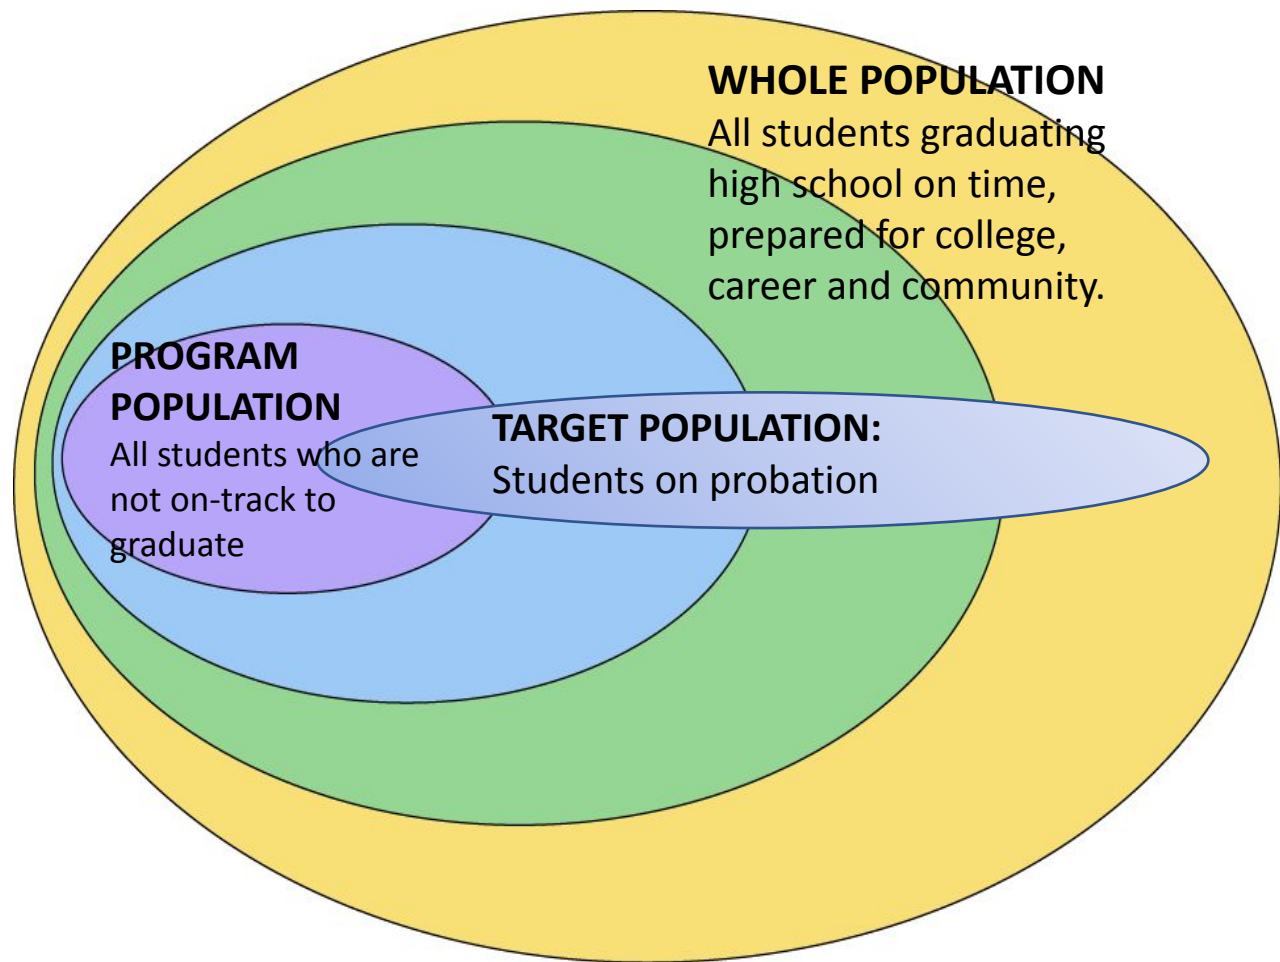 WHOLE POPULATION
All students graduating
high school on time,
prepared for college,
career and community.
PROGRAM
POPULATION
All students who are
not on-track to
graduate
TARGET POPULATION:
Students on probation